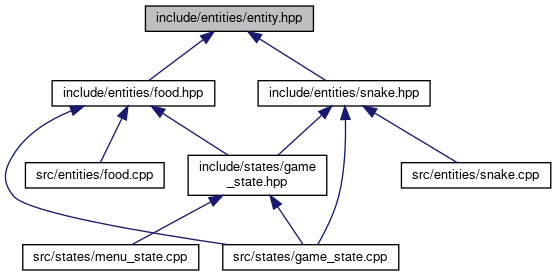 include/entities/entity.hpp
include/entities/food.hpp
include/entities/snake.hpp
src/entities/food.cpp
include/states/game
_state.hpp
src/entities/snake.cpp
src/states/menu_state.cpp
src/states/game_state.cpp